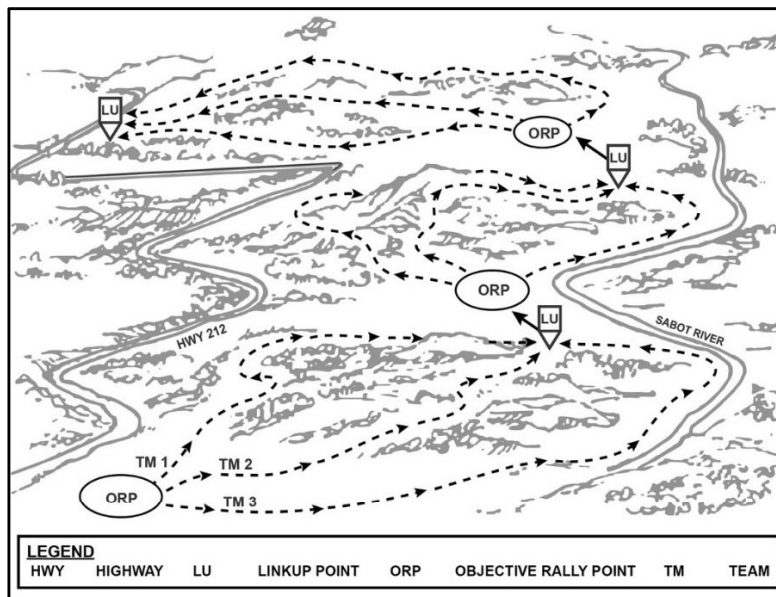 LU
ORP
LU
ORP
LU
HWY 212
SABOT RIVER
TM 1
TM 2
ORP
TM 3
LEGEND
HWY HIGHWAY LU LINKUP POINT ORP OBJECTIVE RALLY POINT TM TEAM